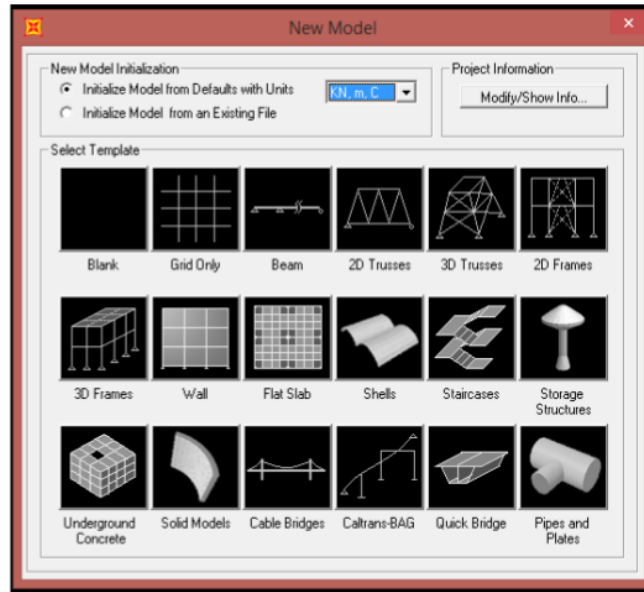 New Model
New Model Initialization
Initialize Model from Defaults with Units
KN, m, C
Initialize Model from an Existing File
Project Information
Modify/Show Info...
Select Template
Blank
Grid Only
Beam
2D Trusses
3D Trusses
2D Frames
3D Frames
Wall
Flat Slab
Shells
Staircases
Storage
Structures
Underground
Concrete
Solid Models
Cable Bridges
Caltrans-BAG
Quick Bridge
Pipes and
Plates